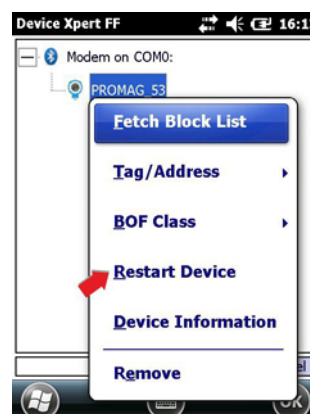 Device Xpert FF 16:1
Modem on COM0:
PROMAG_53
Fetch Block List
Tag/Address
BOF Class
Restart Device
Device Information
Remove
OK